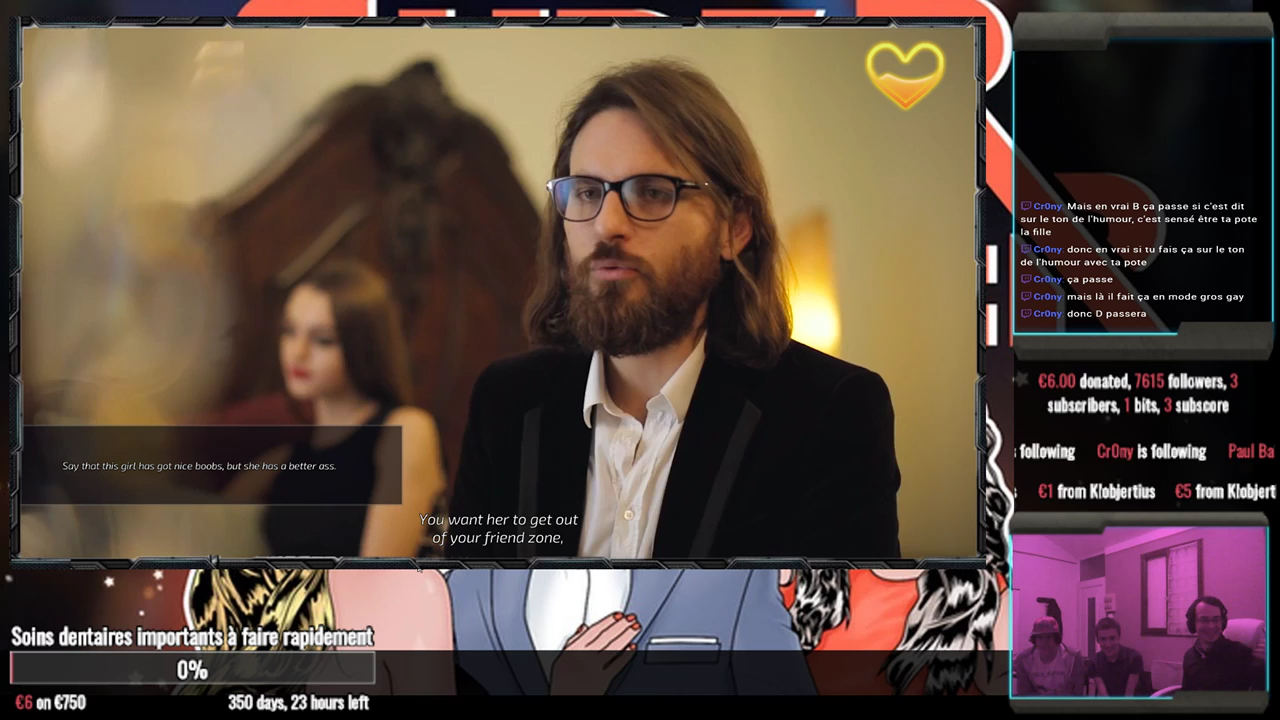 Say that this girl has got nice boobs, but she has a better ass.
You want her to get out
of your friend zone,
Cr0ny: Mais en vrai B ça passe si c'est dit
sur le ton de l'humour, c'est sensé être ta pote
la fille
Cr0ny: donc en vrai si tu fais ça sur le ton
de l'humour avec ta pote
Cr0ny: ça passe
Cr0ny: mais là il fait ça en mode gros gay
Cr0ny: donc D passera
€6.00 donated, 7615 followers, 3
subscribers, 1 bits, 3 subscore
following Cr0ny is following Paul Ba
€1 from K!objertius €5 from K!objert
Soins dentaires importants à faire rapidement
0%
€6 on €750
350 days, 23 hours left